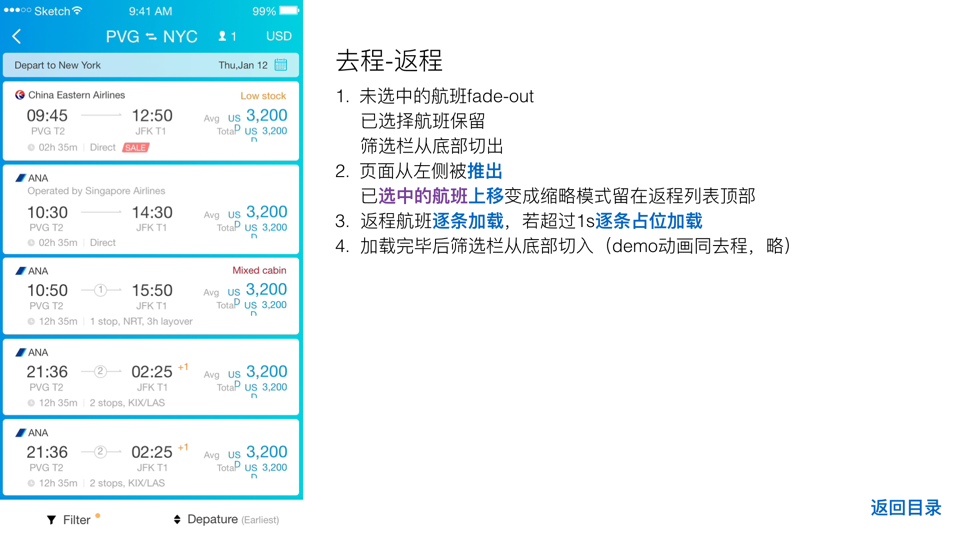 Sketch 9:41 AM 99%
PVG NYC 1 USD
Depart to New York Thu,Jan 12
China Eastern Airlines Low stock
09:45 12:50 Avg USD 3,200
PVG T2 JFK T1 Total USD 3,200
02h 35m Direct SALE
ANA
Operated by Singapore Airlines
10:30 14:30 Avg USD 3,200
PVG T2 JFK T1 Total USD 3,200
02h 35m Direct
ANA Mixed cabin
10:50 1 15:50 Avg USD 3,200
PVG T2 JFK T1 Total USD 3,200
12h 35m 1 stop, NRT, 3h layover
ANA
21:36 2 02:25 +1 Avg USD 3,200
PVG T2 JFK T1 Total USD 3,200
12h 35m 2 stops, KIX/LAS
ANA
21:36 2 02:25 +1 Avg USD 3,200
PVG T2 JFK T1 Total USD 3,200
12h 35m 2 stops, KIX/LAS
Filter Depature (Earliest)
去程-返程
1. 未选中的航班fade-out
已选择航班保留
筛选栏从底部切出
2. 页面从左侧被推出
已选中的航班上移变成缩略模式留在返程列表顶部
3. 返程航班逐条加载，若超过1s逐条占位加载
4. 加载完毕后筛选栏从底部切入（demo动画同去程，略）
返回目录